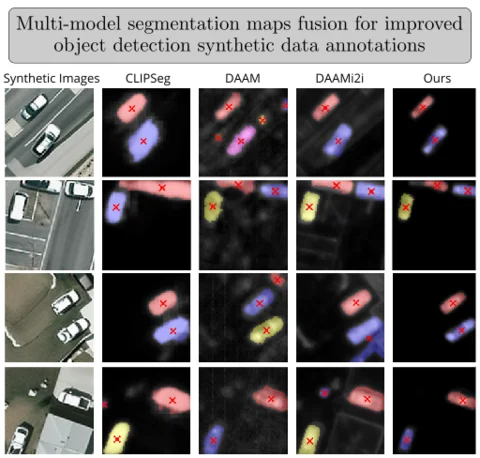 Multi-model segmentation maps fusion for improved
object detection synthetic data annotations
Synthetic Images CLIPSeg DAAM DAAMi2i Ours